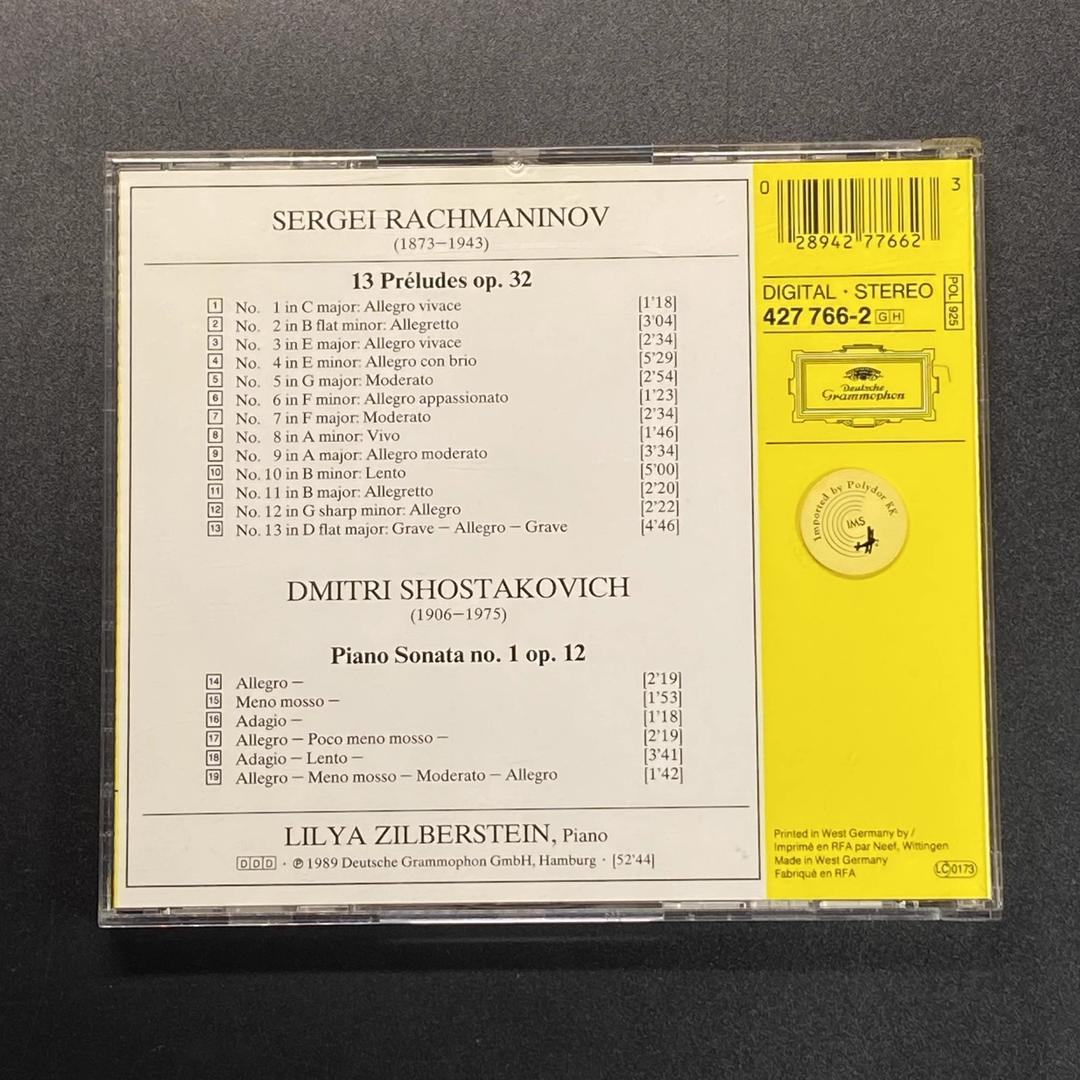 SERGEI RACHMANINOV
(1873–1943)
13 Préludes op. 32
1 No. 1 in C major: Allegro vivace [1'18]
2 No. 2 in B flat minor: Allegretto [3'04]
3 No. 3 in E major: Allegro vivace [2'34]
4 No. 4 in E minor: Allegro con brio [5'29]
5 No. 5 in G major: Moderato [2'54]
6 No. 6 in F minor: Allegro appassionato [1'23]
7 No. 7 in F major: Moderato [2'34]
8 No. 8 in A minor: Vivo [1'46]
9 No. 9 in A major: Allegro moderato [3'34]
10 No. 10 in B minor: Lento [5'00]
11 No. 11 in B major: Allegretto [2'20]
12 No. 12 in G sharp minor: Allegro [2'22]
13 No. 13 in D flat major: Grave – Allegro – Grave [4'46]
DMITRI SHOSTAKOVICH
(1906–1975)
Piano Sonata no. 1 op. 12
14 Allegro – [2'19]
15 Meno mosso – [1'53]
16 Adagio – [1'18]
17 Allegro – Poco meno mosso – [2'19]
18 Adagio – Lento – [3'41]
19 Allegro – Meno mosso – Moderato – Allegro [1'42]
LILYA ZILBERSTEIN, Piano
DDD · ℗ 1989 Deutsche Grammophon GmbH, Hamburg · [52'44]
0 28942 77662 3
DIGITAL · STEREO
427 766-2 GH
POL 925
Deutsche
Grammophon
Imported by Polydor KK
IMS
Printed in West Germany by /
Imprimé en RFA par Neef, Wittingen
Made in West Germany
Fabriqué en RFA
LC 0173